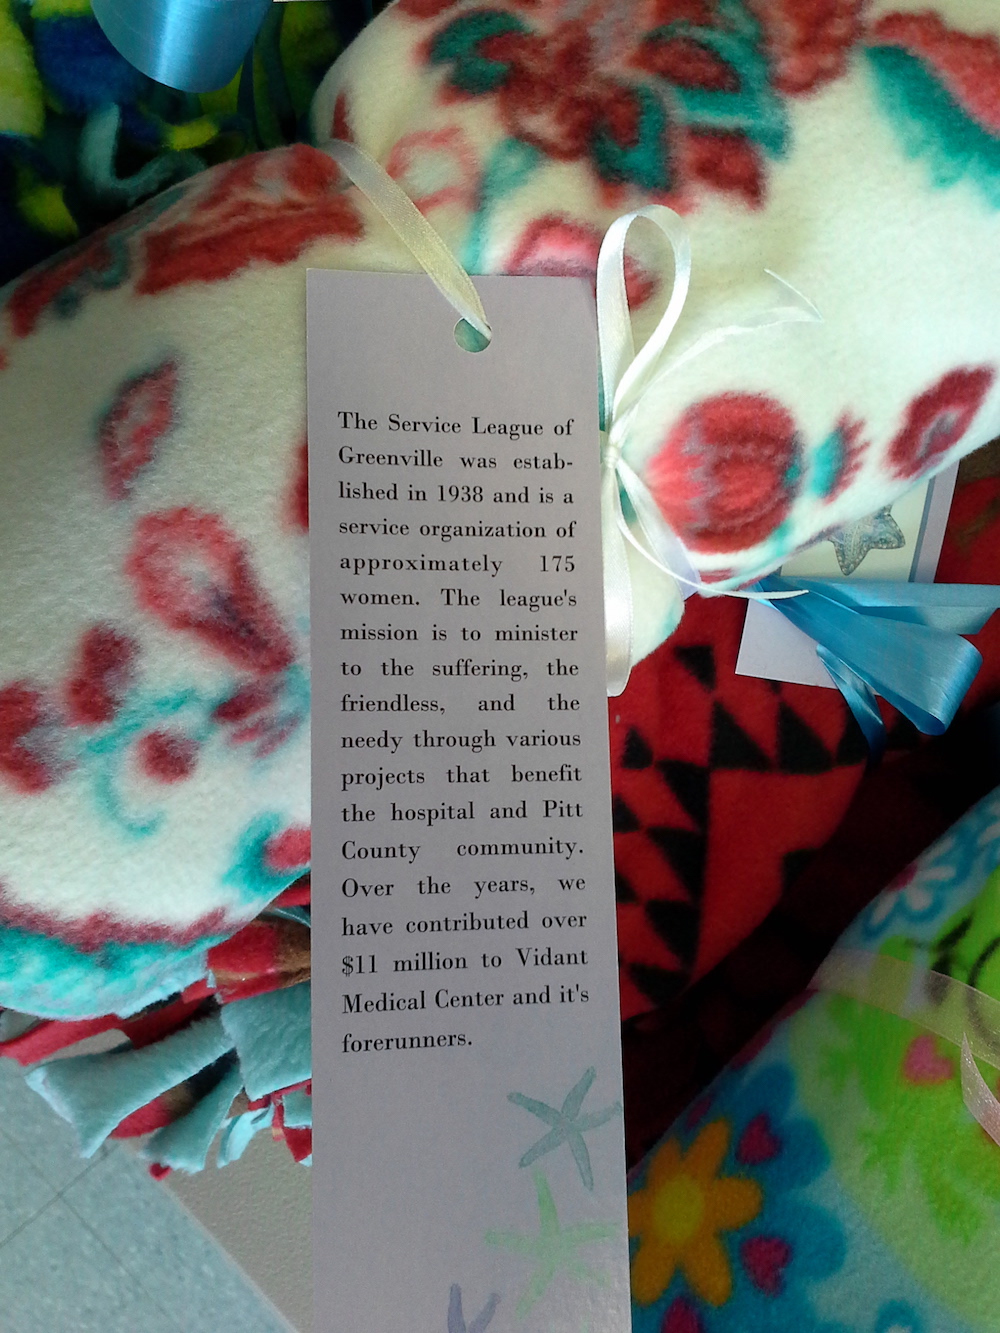 The Service League of
Greenville was estab-
lished in 1938 and is a
service organization of
approximately 175
women. The league's
mission is to minister
to the suffering, the
friendless, and the
needy through various
projects that benefit
the hospital and Pitt
County community.
Over the years, we
have contributed over
$11 million to Vidant
Medical Center and it's
forerunners.